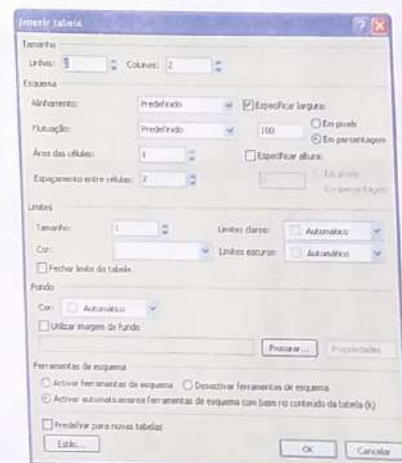 Inserir tabela
Tamanho
Linhas: Colunas: 2
Esquema
Alinhamento: Predefinido Especificar largura:
Flutuação: Predefinido 100 Em pixels
Em percentagem
Área das células: 1 Especificar altura:
Espaçamento entre células: 2 Em pixels
Em percentagem
Limites
Tamanho: 1 Limites claros: Automático
Cor: Limites escuros: Automático
Fechar limite da tabela
Fundo
Cor: Automático
Utilizar imagem de fundo
Procurar... Propriedades
Ferramentas de esquema
Activar ferramentas de esquema Desactivar ferramentas de esquema
Activar automaticamente ferramentas de esquema com base no conteúdo da tabela (k)
Predefinir para novas tabelas
Estilo... OK Cancelar